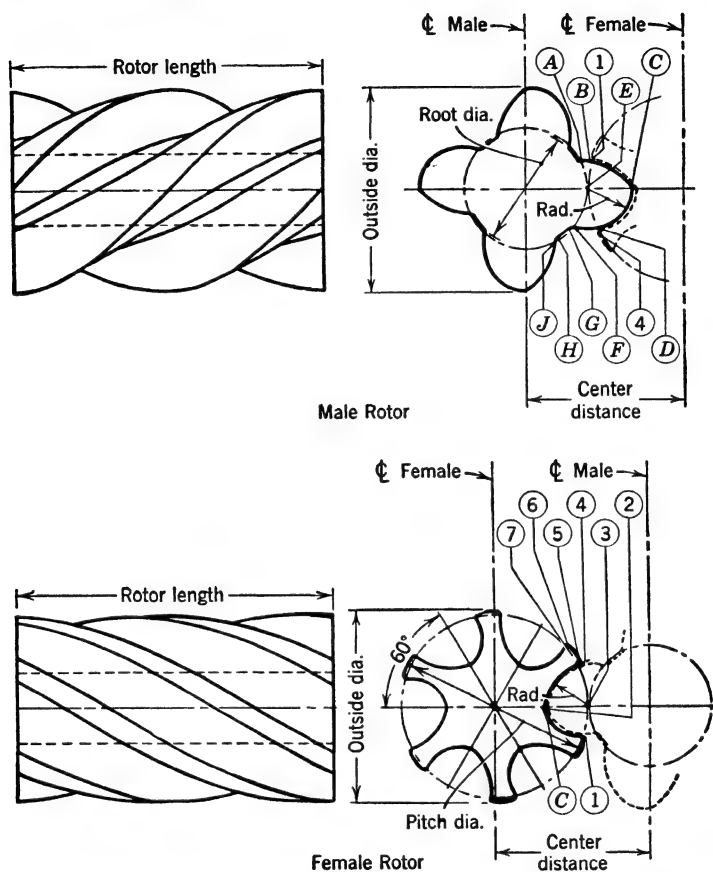 ℄ Male
℄ Female
Rotor length
A
1
C
B
E
Root dia.
Outside dia.
Rad.
J
G
4
H
F
D
Center
distance
Male Rotor
℄ Female
℄ Male
6
4
2
7
5
3
Rotor length
60°
Outside dia.
Rad.
C
1
Pitch dia.
Center
distance
Female Rotor